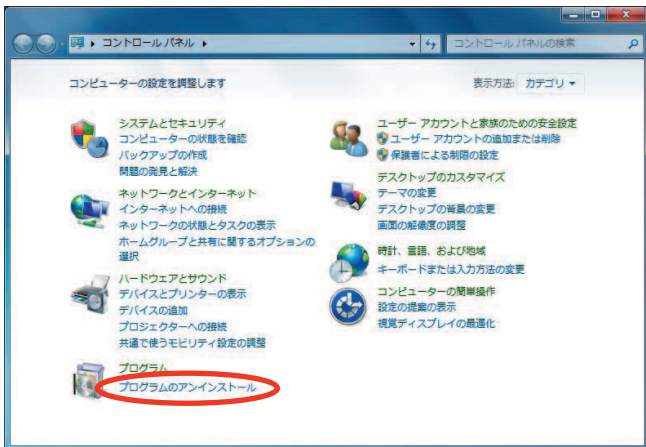 コントロール パネル
コントロール パネルの検索
コンピューターの設定を調整します
表示方法: カテゴリ
システムとセキュリティ
コンピューターの状態を確認
バックアップの作成
問題の発見と解決
ネットワークとインターネット
インターネットへの接続
ネットワークの状態とタスクの表示
ホームグループと共有に関するオプションの
選択
ハードウェアとサウンド
デバイスとプリンターの表示
デバイスの追加
プロジェクターへの接続
共通で使うモビリティ設定の調整
プログラム
プログラムのアンインストール
ユーザー アカウントと家族のための安全設定
ユーザー アカウントの追加または削除
保護者による制限の設定
デスクトップのカスタマイズ
テーマの変更
デスクトップの背景の変更
画面の解像度の調整
時計、言語、および地域
キーボードまたは入力方法の変更
コンピューターの簡単操作
設定の提案の表示
視覚ディスプレイの最適化